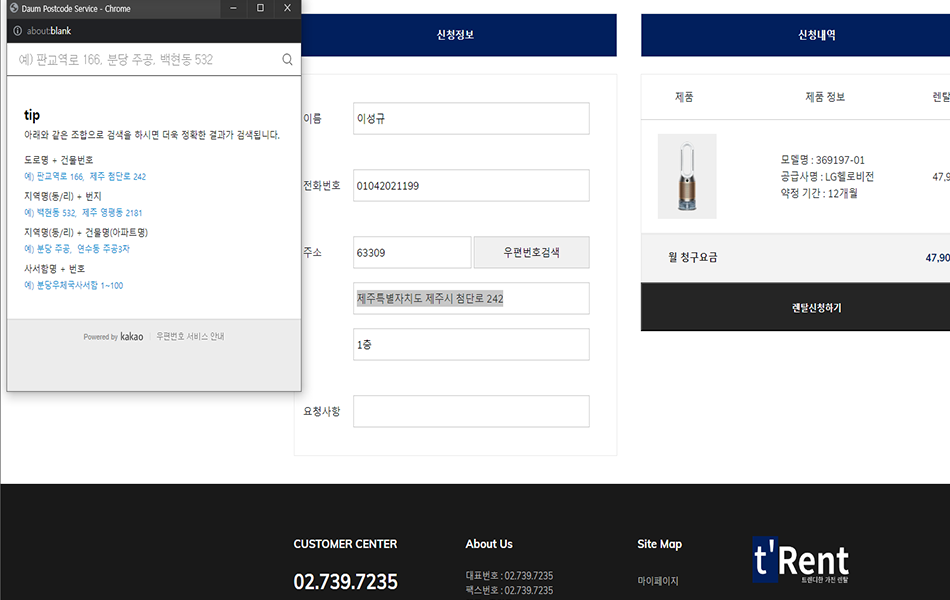 Daum Postcode Service - Chrome
about:blank
예) 판교역로 166, 분당 주공, 백현동 532
tip
아래와 같은 조합으로 검색을 하시면 더욱 정확한 결과가 검색됩니다.
도로명 + 건물번호
예) 판교역로 166, 제주 첨단로 242
지역명(동/리) + 번지
예) 백현동 532, 제주 영평동 2181
지역명(동/리) + 건물명(아파트명)
예) 분당 주공, 연수동 주공3차
사서함명 + 번호
예) 분당우체국사서함 1~100
Powered by kakao 우편번호 서비스 안내
신청정보
이름 이성규
전화번호 01042021199
주소 63309 우편번호검색
제주특별자치도 제주시 첨단로 242
1층
요청사항
신청내역
제품 제품 정보 렌탈
모델명 : 369197-01
공급사명 : LG헬로비전 47,9
약정 기간 : 12개월
월 청구요금 47,90
렌탈신청하기
CUSTOMER CENTER
02.739.7235
About Us
대표번호 : 02.739.7235
팩스번호 : 02.739.7235
Site Map
마이페이지
t'Rent
트렌디한 가전 렌탈